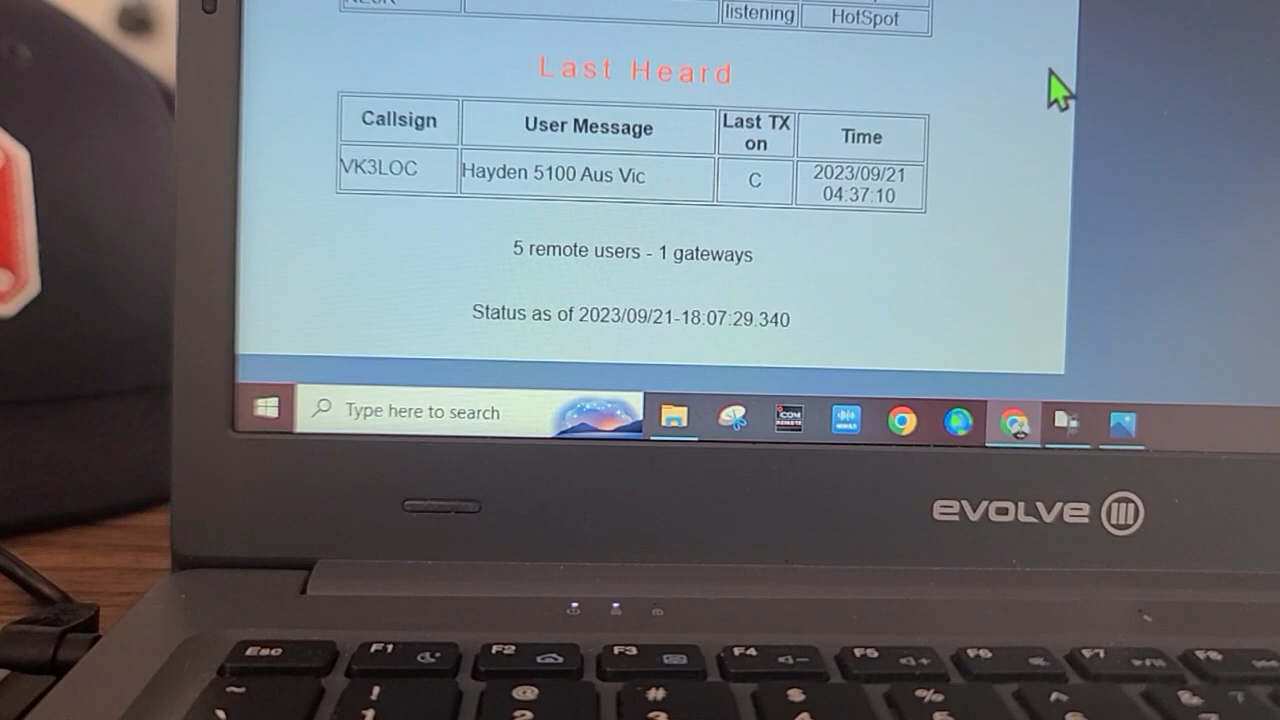 listening HotSpot
Last Heard
Callsign User Message Last TX on Time
VK3LOC Hayden 5100 Aus Vic C 2023/09/21 04:37:10
5 remote users - 1 gateways
Status as of 2023/09/21-18:07:29.340
Type here to search
ICOM
REMOTE
EVOLVE III
Esc F1 F2 F3 F4 F5 F6 F7 F8
~ ! @ # $ % ^ &